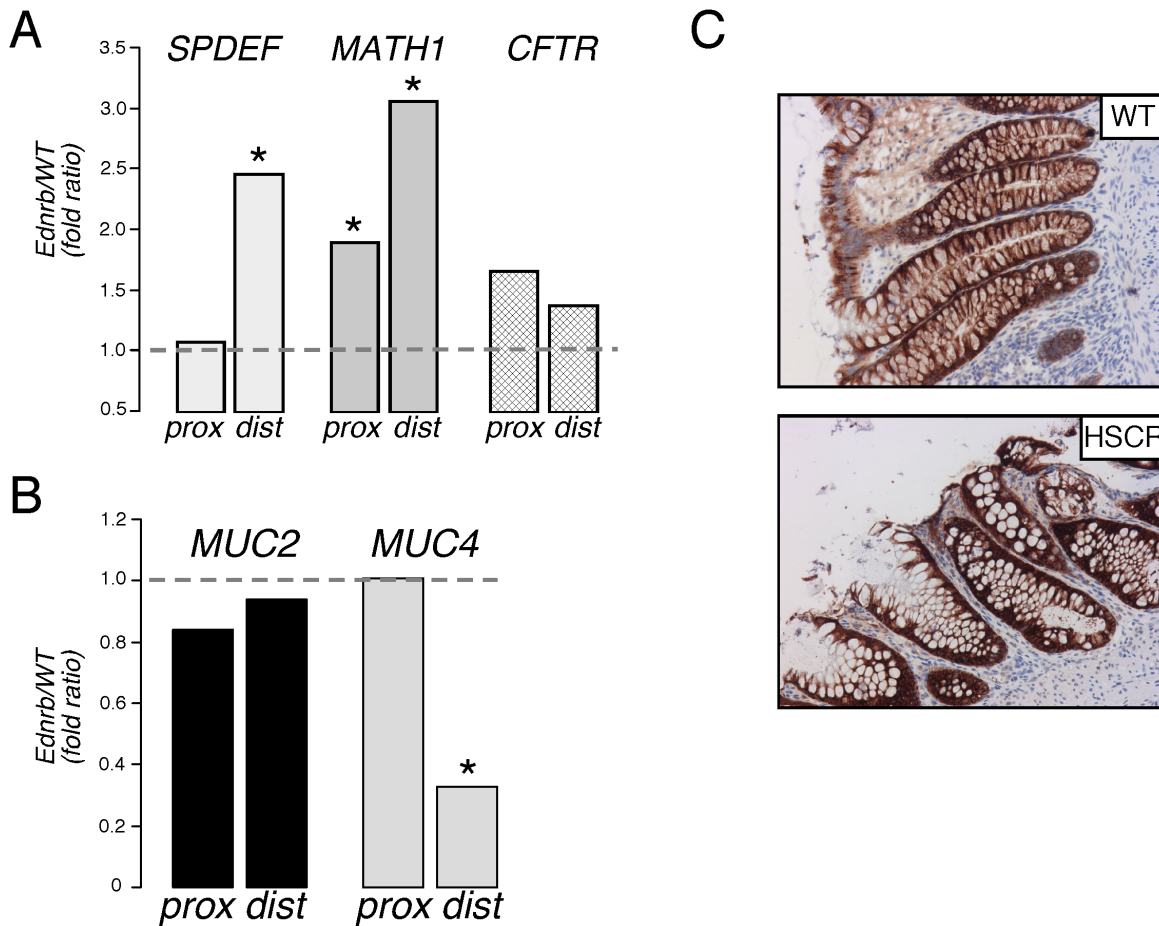 A
SPDEF MATH1 CFTR
Ednrb/WT
(fold ratio)
3.5
3.0
2.5
2.0
1.5
1.0
0.5
* * *
prox dist prox dist prox dist
B
MUC2 MUC4
Ednrb/WT
(fold ratio)
1.2
1.0
0.8
0.6
0.4
0.2
0
*
prox dist prox dist
C
WT
HSCR